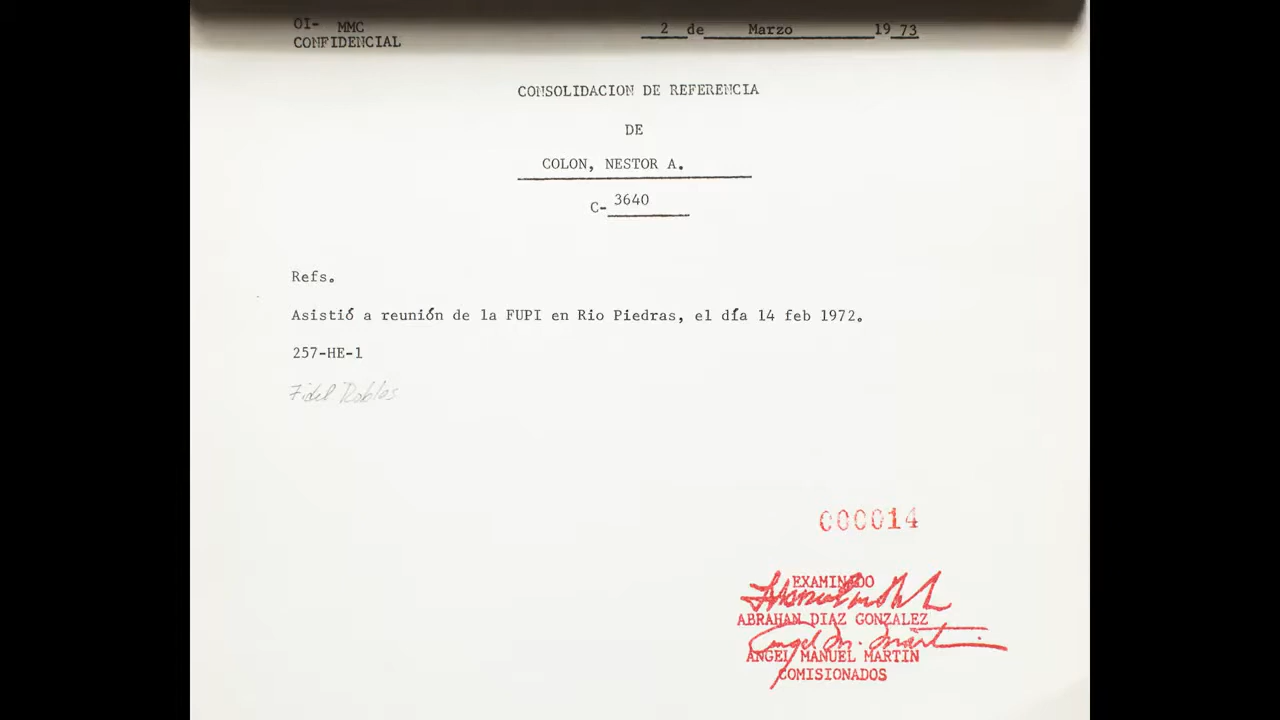 OI- MMC
CONFIDENCIAL
2 de Marzo 19 73
CONSOLIDACION DE REFERENCIA
DE
COLON, NESTOR A.
C- 3640
Refs.
Asistió a reunión de la FUPI en Rio Piedras, el día 14 feb 1972.
257-HE-1
Fidel Robles
000014
EXAMINADO
ABRAHAN DIAZ GONZALEZ
Angel M. Martin
ANGEL MANUEL MARTIN
COMISIONADOS